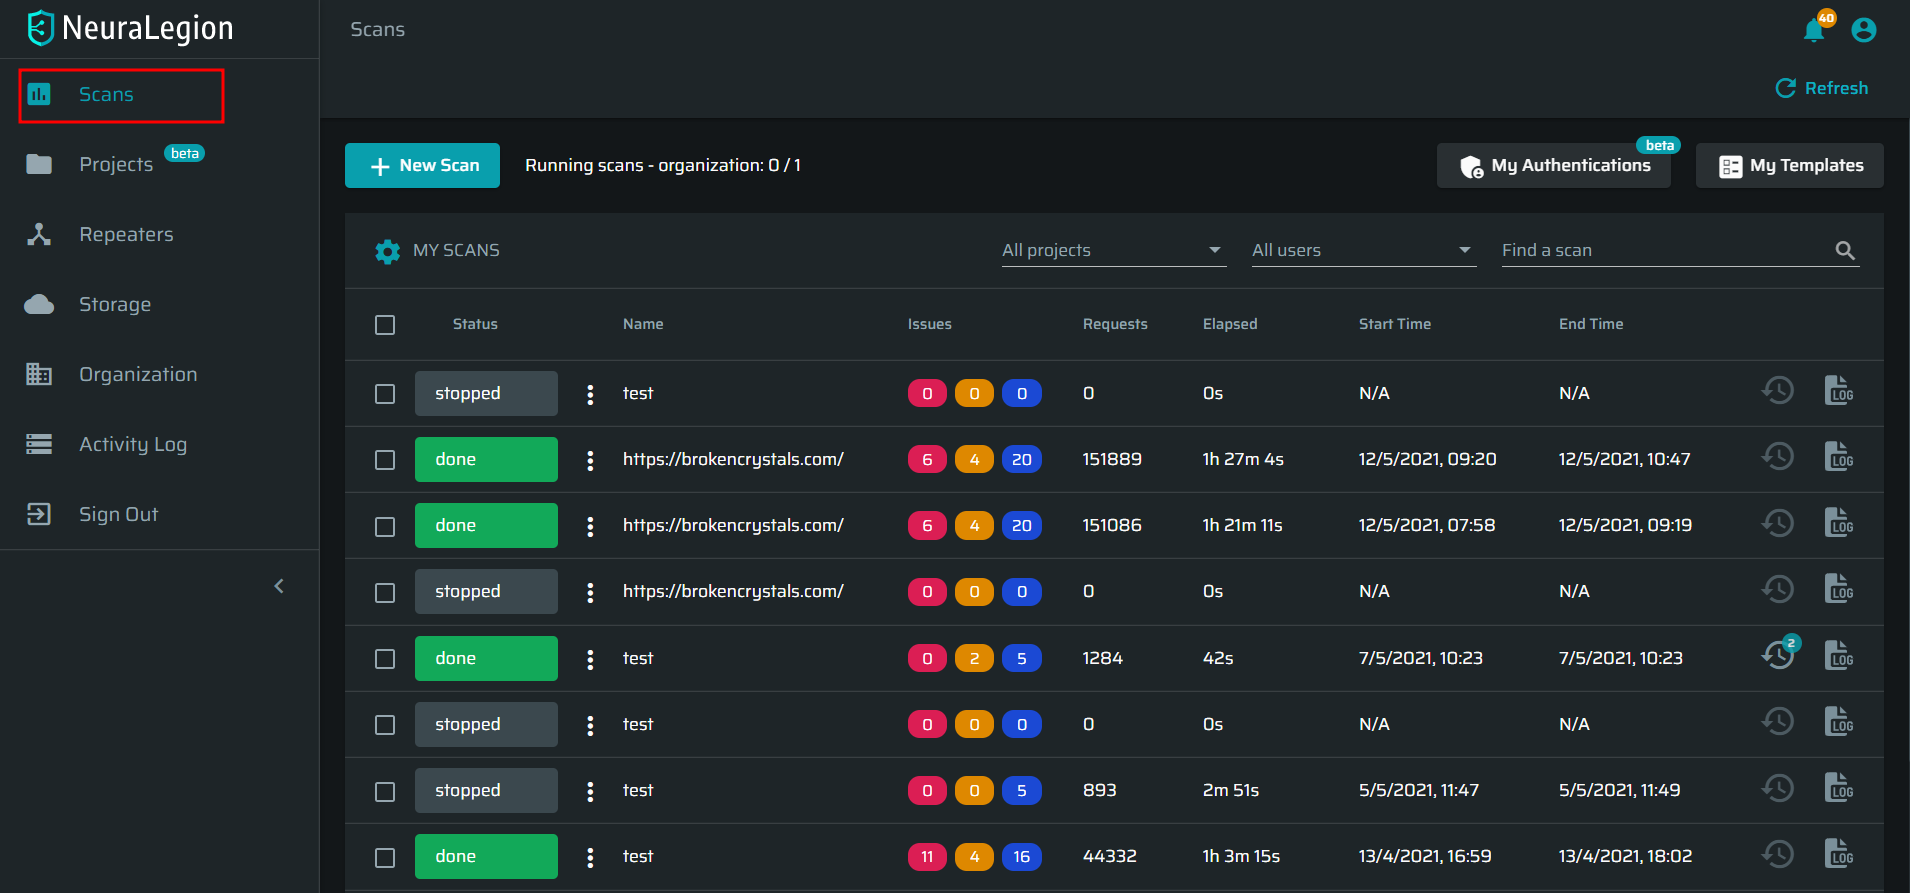 NeuraLegion
Scans
Projects beta
Repeaters
Storage
Organization
Activity Log
Sign Out
Scans
40
Refresh
New Scan Running scans - organization: 0 / 1
My Authentications beta
My Templates
MY SCANS All projects All users Find a scan
Status Name Issues Requests Elapsed Start Time End Time
stopped test 0 0 0 0 0s N/A N/A LOG
done https://brokencrystals.com/ 6 4 20 151889 1h 27m 4s 12/5/2021, 09:20 12/5/2021, 10:47 LOG
done https://brokencrystals.com/ 6 4 20 151086 1h 21m 11s 12/5/2021, 07:58 12/5/2021, 09:19 LOG
stopped https://brokencrystals.com/ 0 0 0 0 0s N/A N/A LOG
done test 0 2 5 1284 42s 7/5/2021, 10:23 7/5/2021, 10:23 2 LOG
stopped test 0 0 0 0 0s N/A N/A LOG
stopped test 0 0 5 893 2m 51s 5/5/2021, 11:47 5/5/2021, 11:49 LOG
done test 11 4 16 44332 1h 3m 15s 13/4/2021, 16:59 13/4/2021, 18:02 LOG